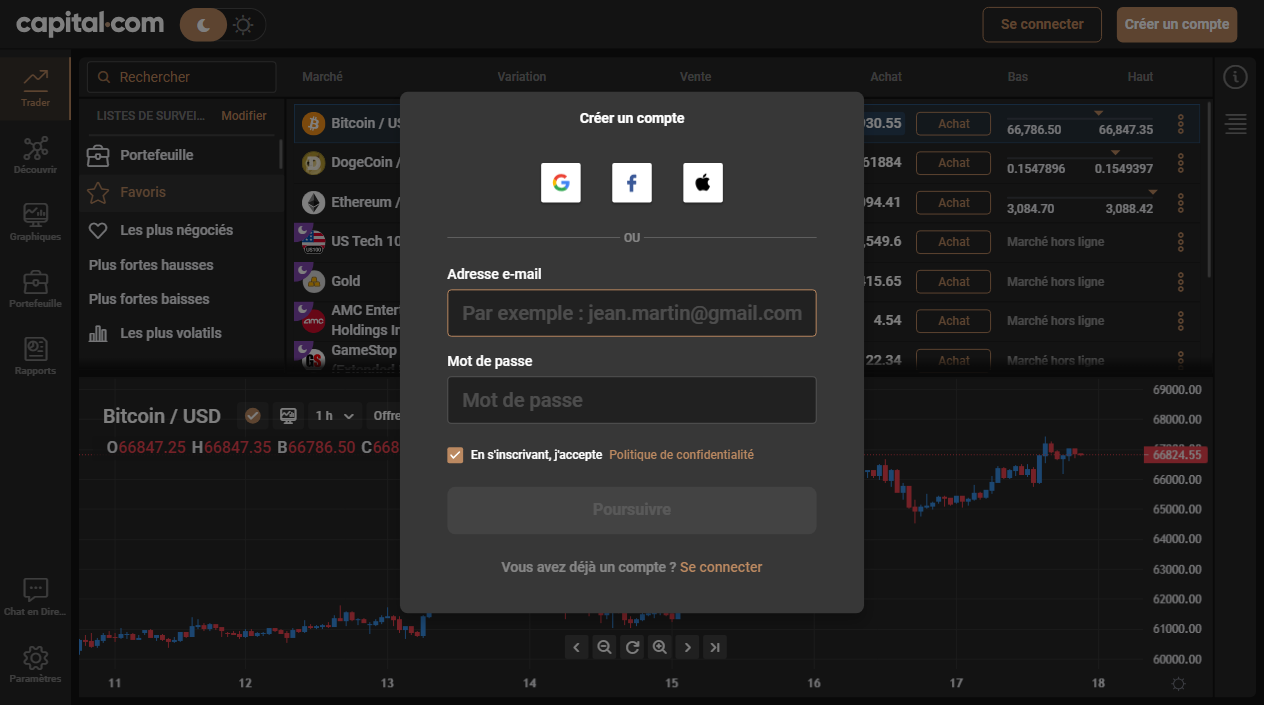 capital.com
Se connecter
Créer un compte
Trader
Découvrir
Graphiques
Portefeuille
Rapports
Chat en Dire...
Paramètres
Rechercher
LISTES DE SURVEI... Modifier
Portefeuille
Favoris
Les plus négociés
Plus fortes hausses
Plus fortes baisses
Les plus volatils
Marché Variation Vente Achat Bas Haut
Bitcoin / US 930.55 Achat 66,786.50 66,847.35
DogeCoin / 61884 Achat 0.1547896 0.1549397
Ethereum / 94.41 Achat 3,084.70 3,088.42
US Tech 10 ,549.6 Achat Marché hors ligne
Gold 15.65 Achat Marché hors ligne
AMC Enter
Holdings In 4.54 Achat Marché hors ligne
GameStop 22.34 Achat Marché hors ligne
(Extended
Créer un compte
OU
Adresse e-mail
Par exemple : jean.martin@gmail.com
Mot de passe
Mot de passe
En s'inscrivant, j'accepte Politique de confidentialité
Poursuivre
Vous avez déjà un compte ? Se connecter
Bitcoin / USD 1 h Offre
O66847.25 H66847.35 B66786.50 C668
69000.00
68000.00
66824.55
66000.00
65000.00
64000.00
63000.00
62000.00
61000.00
60000.00
11 12 13 14 15 16 17 18